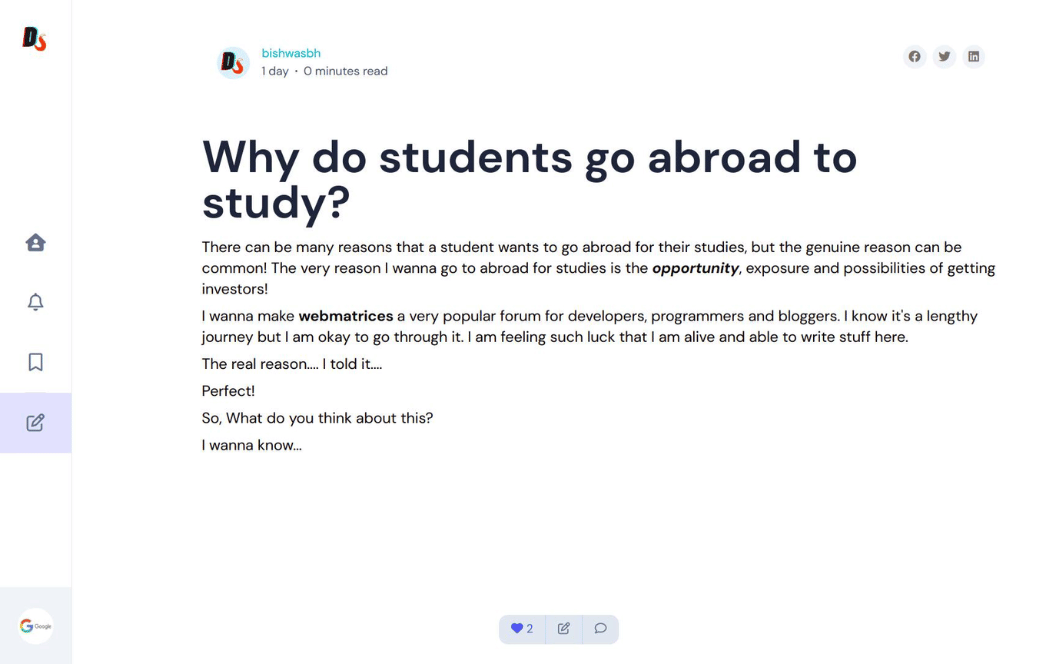 DS
DS
bishwasbh
1 day · 0 minutes read
Why do students go abroad to
study?
There can be many reasons that a student wants to go abroad for their studies, but the genuine reason can be
common! The very reason I wanna go to abroad for studies is the opportunity, exposure and possibilities of getting
investors!
I wanna make webmatrices a very popular forum for developers, programmers and bloggers. I know it's a lengthy
journey but I am okay to go through it. I am feeling such luck that I am alive and able to write stuff here.
The real reason.... I told it....
Perfect!
So, What do you think about this?
I wanna know...
G Google
2